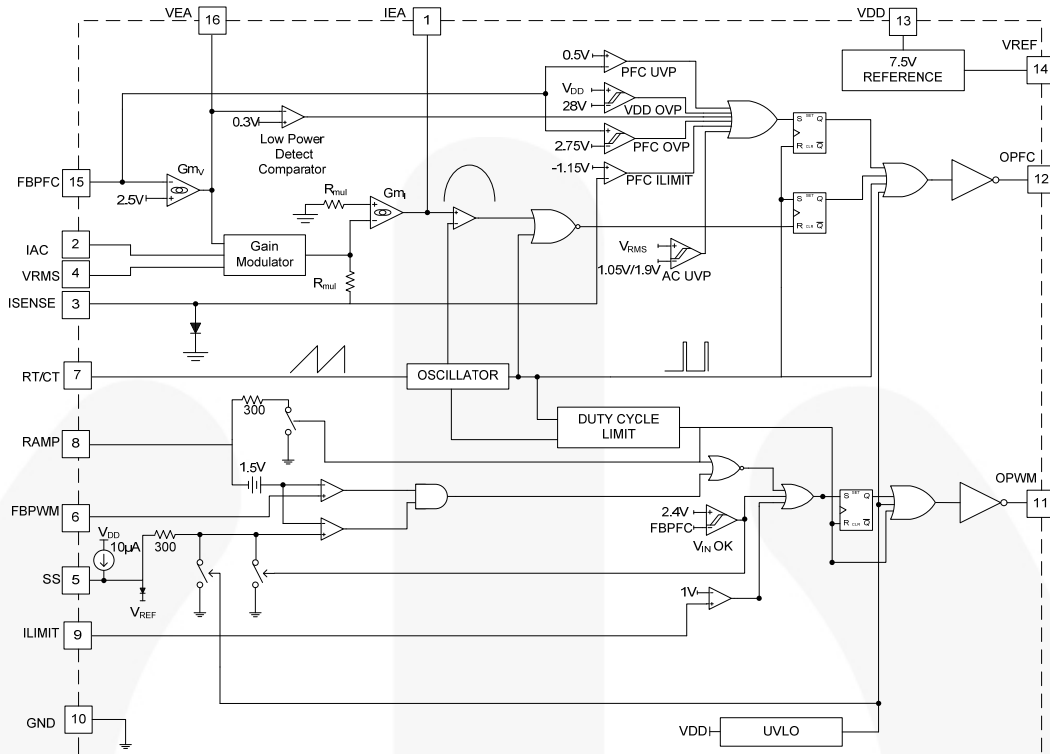 VEA
16
IEA
1
VDD
13
VREF
14
7.5V
REFERENCE
0.5V
PFC UVP
VDD
28V
VDD OVP
0.3V
Low Power
Detect
Comparator
2.75V
PFC OVP
-1.15V
PFC ILIMIT
S SET Q
R CLR Q
FBPFC
15
GmV
2.5V
Rmul
GmI
OPFC
12
S SET Q
R CLR Q
IAC
2
VRMS
4
Gain
Modulator
Rmul
VRMS
1.05V/1.9V
AC UVP
ISENSE
3
RT/CT
7
OSCILLATOR
DUTY CYCLE
LIMIT
RAMP
8
300
1.5V
FBPWM
6
2.4V
FBPFC
VIN OK
S SET Q
R CLR Q
OPWM
11
VDD
10µA
300
SS
5
VREF
1V
ILIMIT
9
GND
10
VDD
UVLO